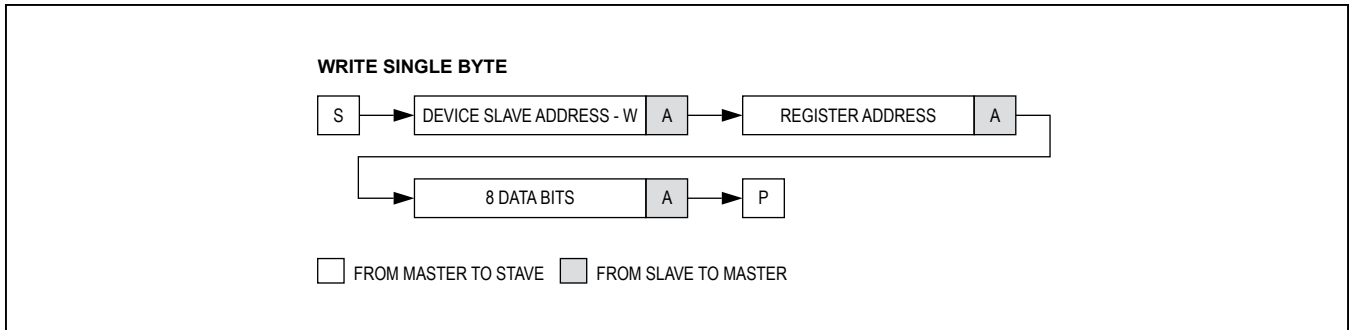 WRITE SINGLE BYTE
S DEVICE SLAVE ADDRESS - W A REGISTER ADDRESS A
8 DATA BITS A P
FROM MASTER TO STAVE FROM SLAVE TO MASTER